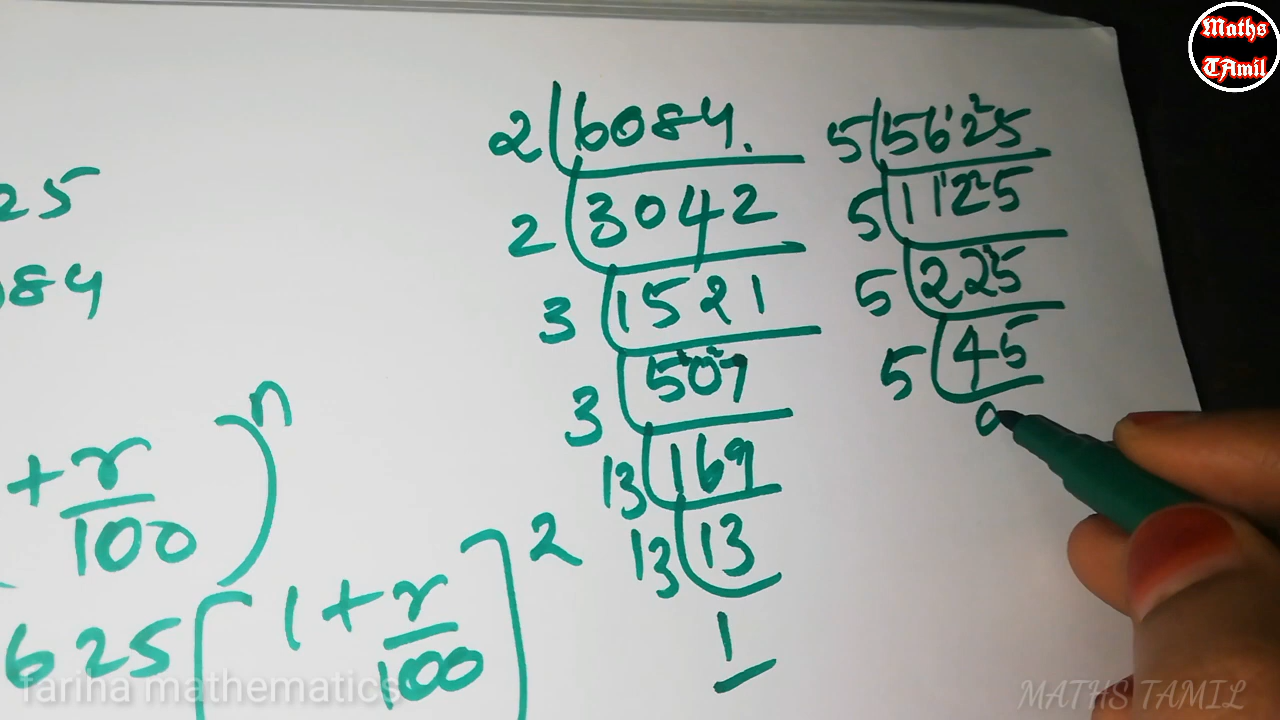 Maths
TAmil
25
84
+ r/100 )^n
625 [ 1 + r/100 ]^2
2 | 6084.
2 | 3042
3 | 1521
3 | 507
13 | 169
13 | 13
1
5 | 5625
5 | 1125
5 | 225
5 | 45
fariha mathematics
MATHS TAMIL